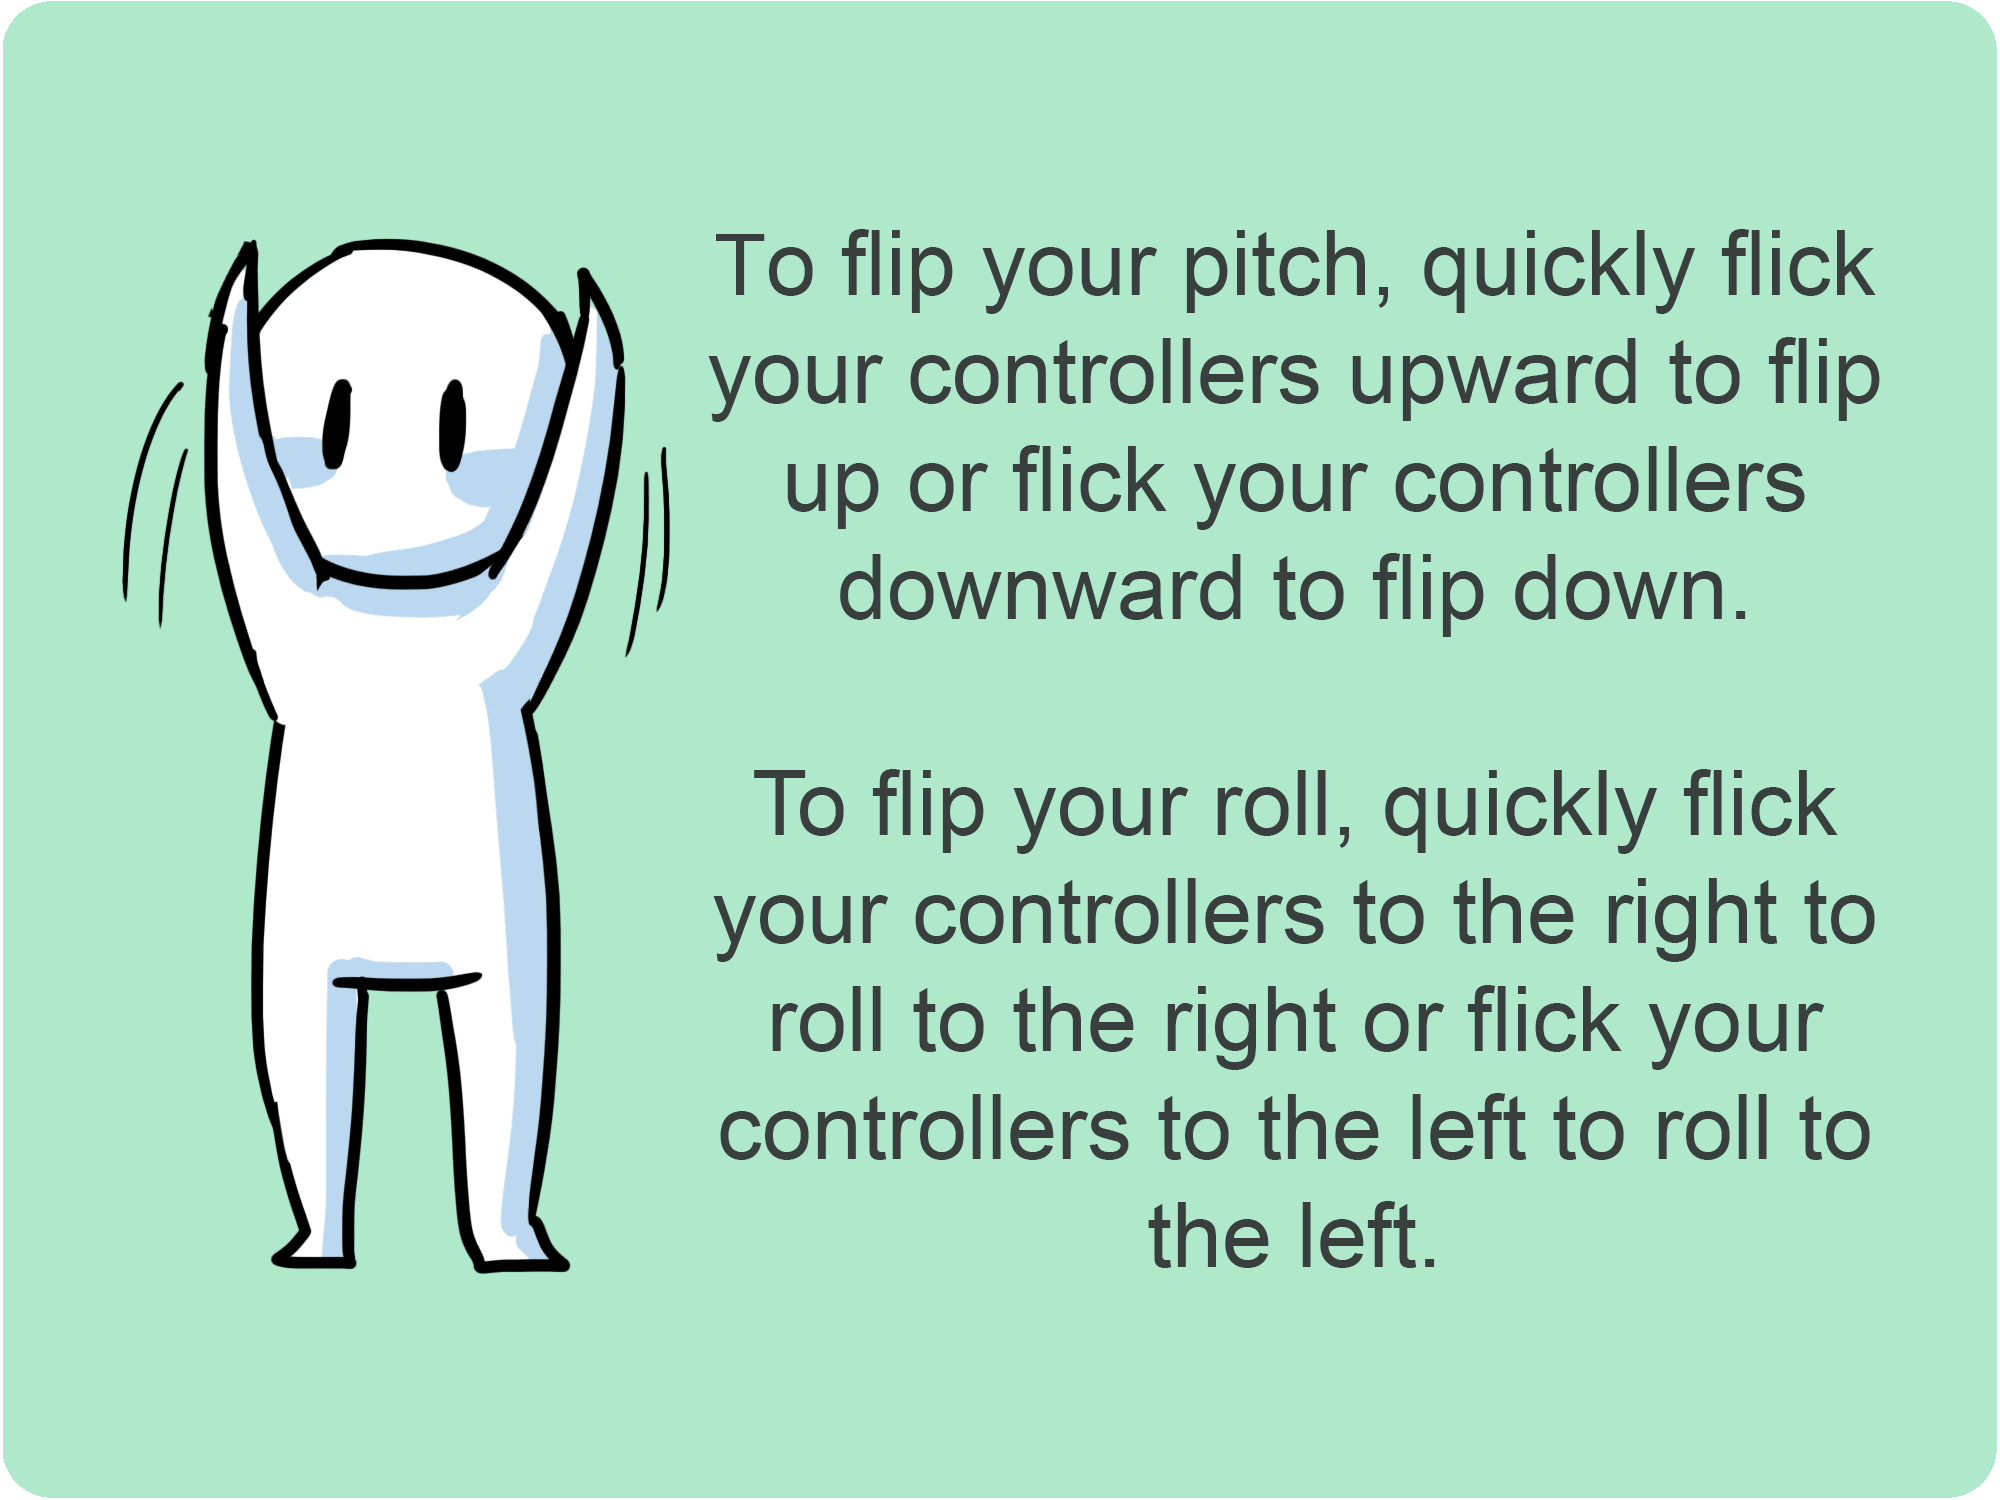 To flip your pitch, quickly flick
your controllers upward to flip
up or flick your controllers
downward to flip down.
To flip your roll, quickly flick
your controllers to the right to
roll to the right or flick your
controllers to the left to roll to
the left.